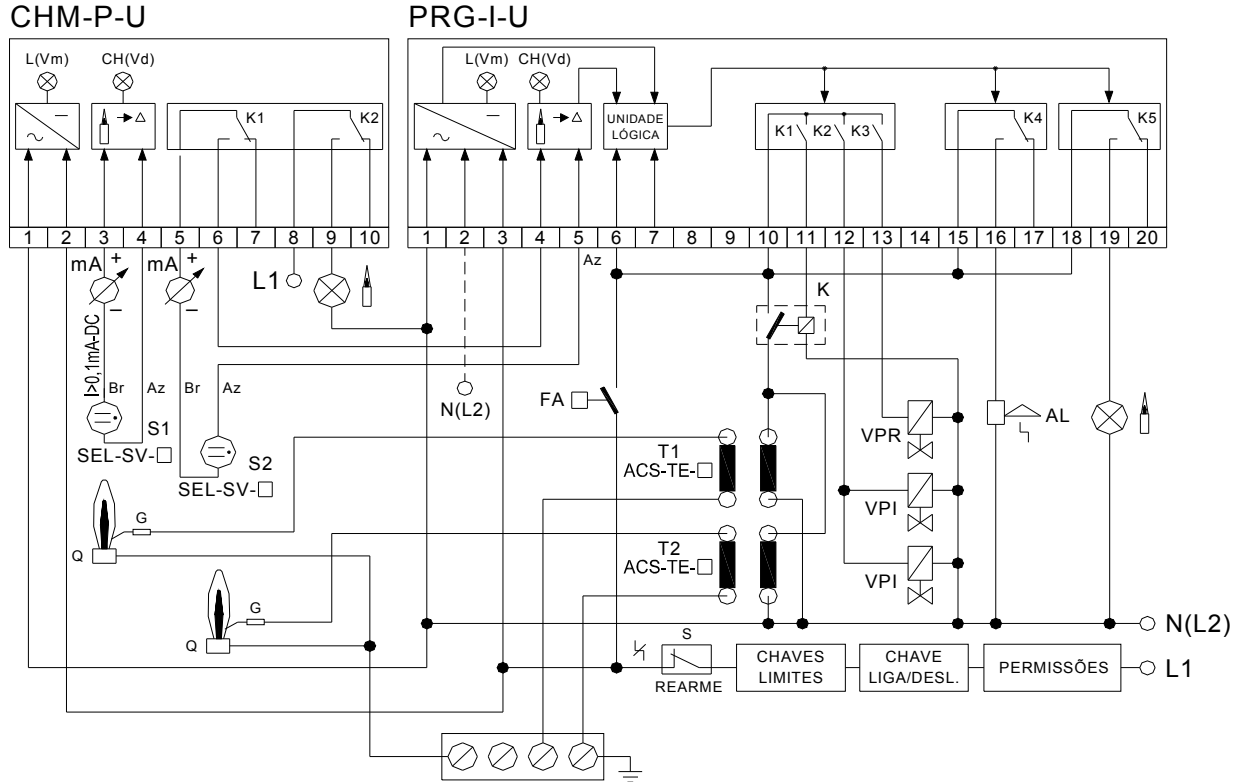 CHM-P-U
PRG-I-U
L(Vm)
CH(Vd)
L(Vm)
CH(Vd)
K1
K2
UNIDADE
LÓGICA
K1
K2
K3
K4
K5
1 2 3 4 5 6 7 8 9 10
1 2 3 4 5 6 7 8 9 10 11 12 13 14 15 16 17 18 19 20
mA
+
–
mA
+
–
L1
Az
K
I>0,1mA-DC
Br
Az
Br
Az
N(L2)
FA
S1
SEL-SV-□
S2
SEL-SV-□
T1
ACS-TE-□
VPR
AL
G
Q
VPI
T2
ACS-TE-□
VPI
G
Q
N(L2)
S
REARME
CHAVES
LIMITES
CHAVE
LIGA/DESL.
PERMISSÕES
L1